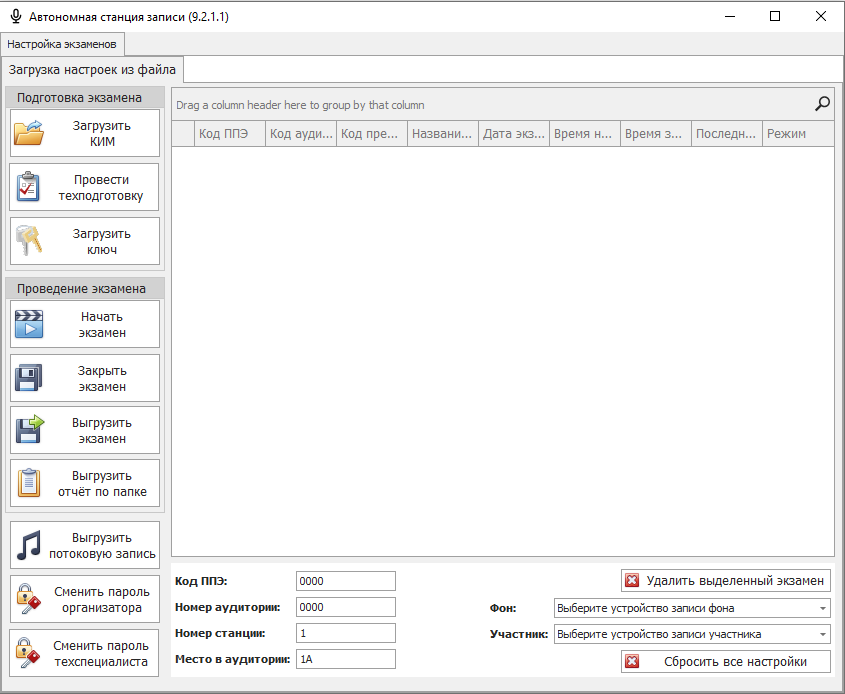 Автономная станция записи (9.2.1.1)
Настройка экзаменов
Загрузка настроек из файла
Подготовка экзамена
Загрузить
КИМ
Провести
техподготовку
Загрузить
ключ
Проведение экзамена
Начать
экзамен
Закрыть
экзамен
Выгрузить
экзамен
Выгрузить
отчёт по папке
Выгрузить
потоковую запись
Сменить пароль
организатора
Сменить пароль
техспециалиста
Drag a column header here to group by that column
Код ППЭ Код ауди... Код пре... Названи... Дата экз... Время н... Время з... Последн... Режим
Код ППЭ: 0000
Номер аудитории: 0000
Номер станции: 1
Место в аудитории: 1А
Удалить выделенный экзамен
Фон: Выберите устройство записи фона
Участник: Выберите устройство записи участника
Сбросить все настройки